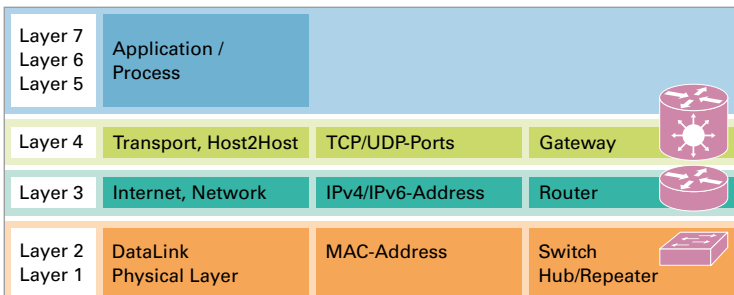 Layer 7
Layer 6
Layer 5
Application /
Process
Layer 4
Transport, Host2Host
TCP/UDP-Ports
Gateway
Layer 3
Internet, Network
IPv4/IPv6-Address
Router
Layer 2
Layer 1
DataLink
Physical Layer
MAC-Address
Switch
Hub/Repeater